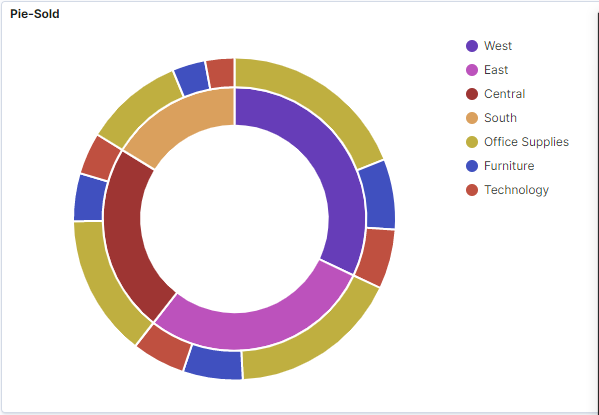 Pie-Sold
West
East
Central
South
Office Supplies
Furniture
Technology